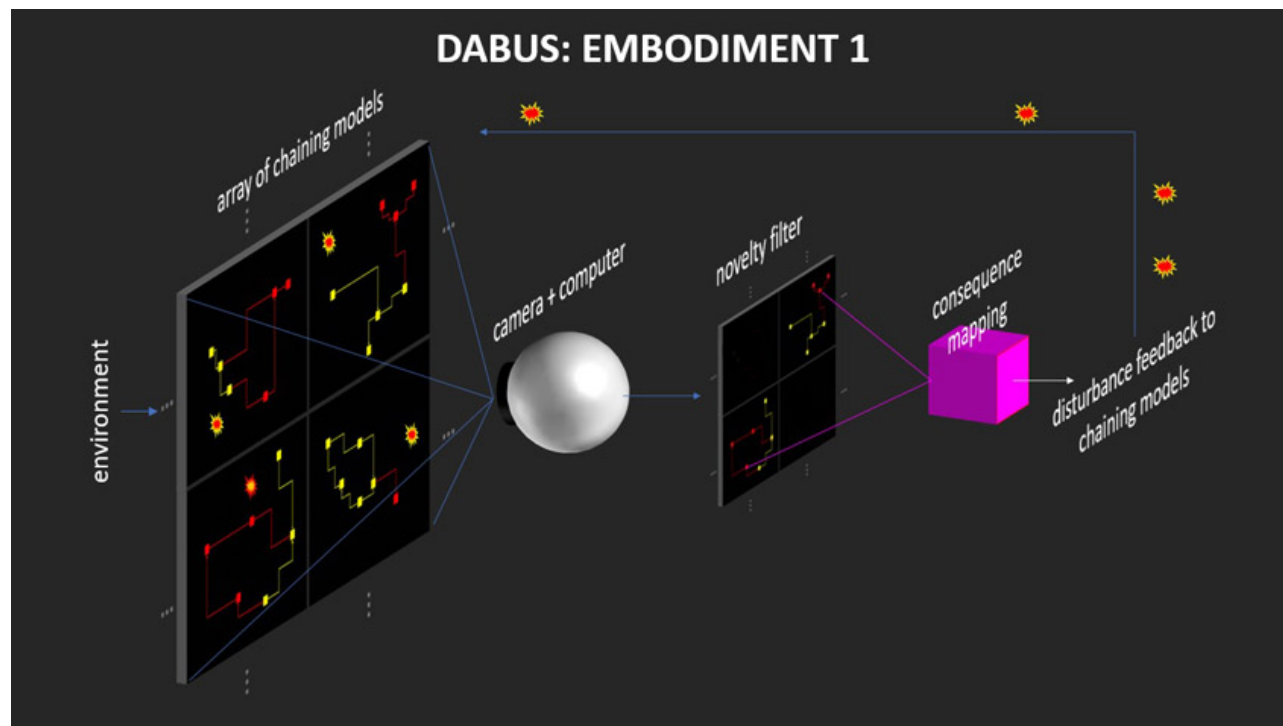 DABUS: EMBODIMENT 1
array of chaining models
environment
camera + computer
novelty filter
consequence
mapping
disturbance feedback to
chaining models